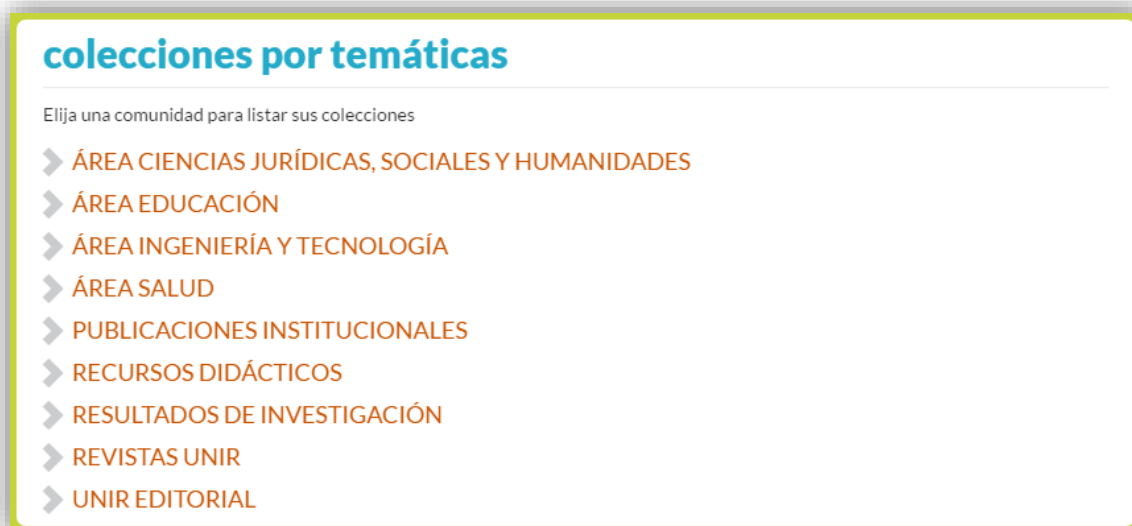 colecciones por temáticas
Elija una comunidad para listar sus colecciones
ÁREA CIENCIAS JURÍDICAS, SOCIALES Y HUMANIDADES
ÁREA EDUCACIÓN
ÁREA INGENIERÍA Y TECNOLOGÍA
ÁREA SALUD
PUBLICACIONES INSTITUCIONALES
RECURSOS DIDÁCTICOS
RESULTADOS DE INVESTIGACIÓN
REVISTAS UNIR
UNIR EDITORIAL